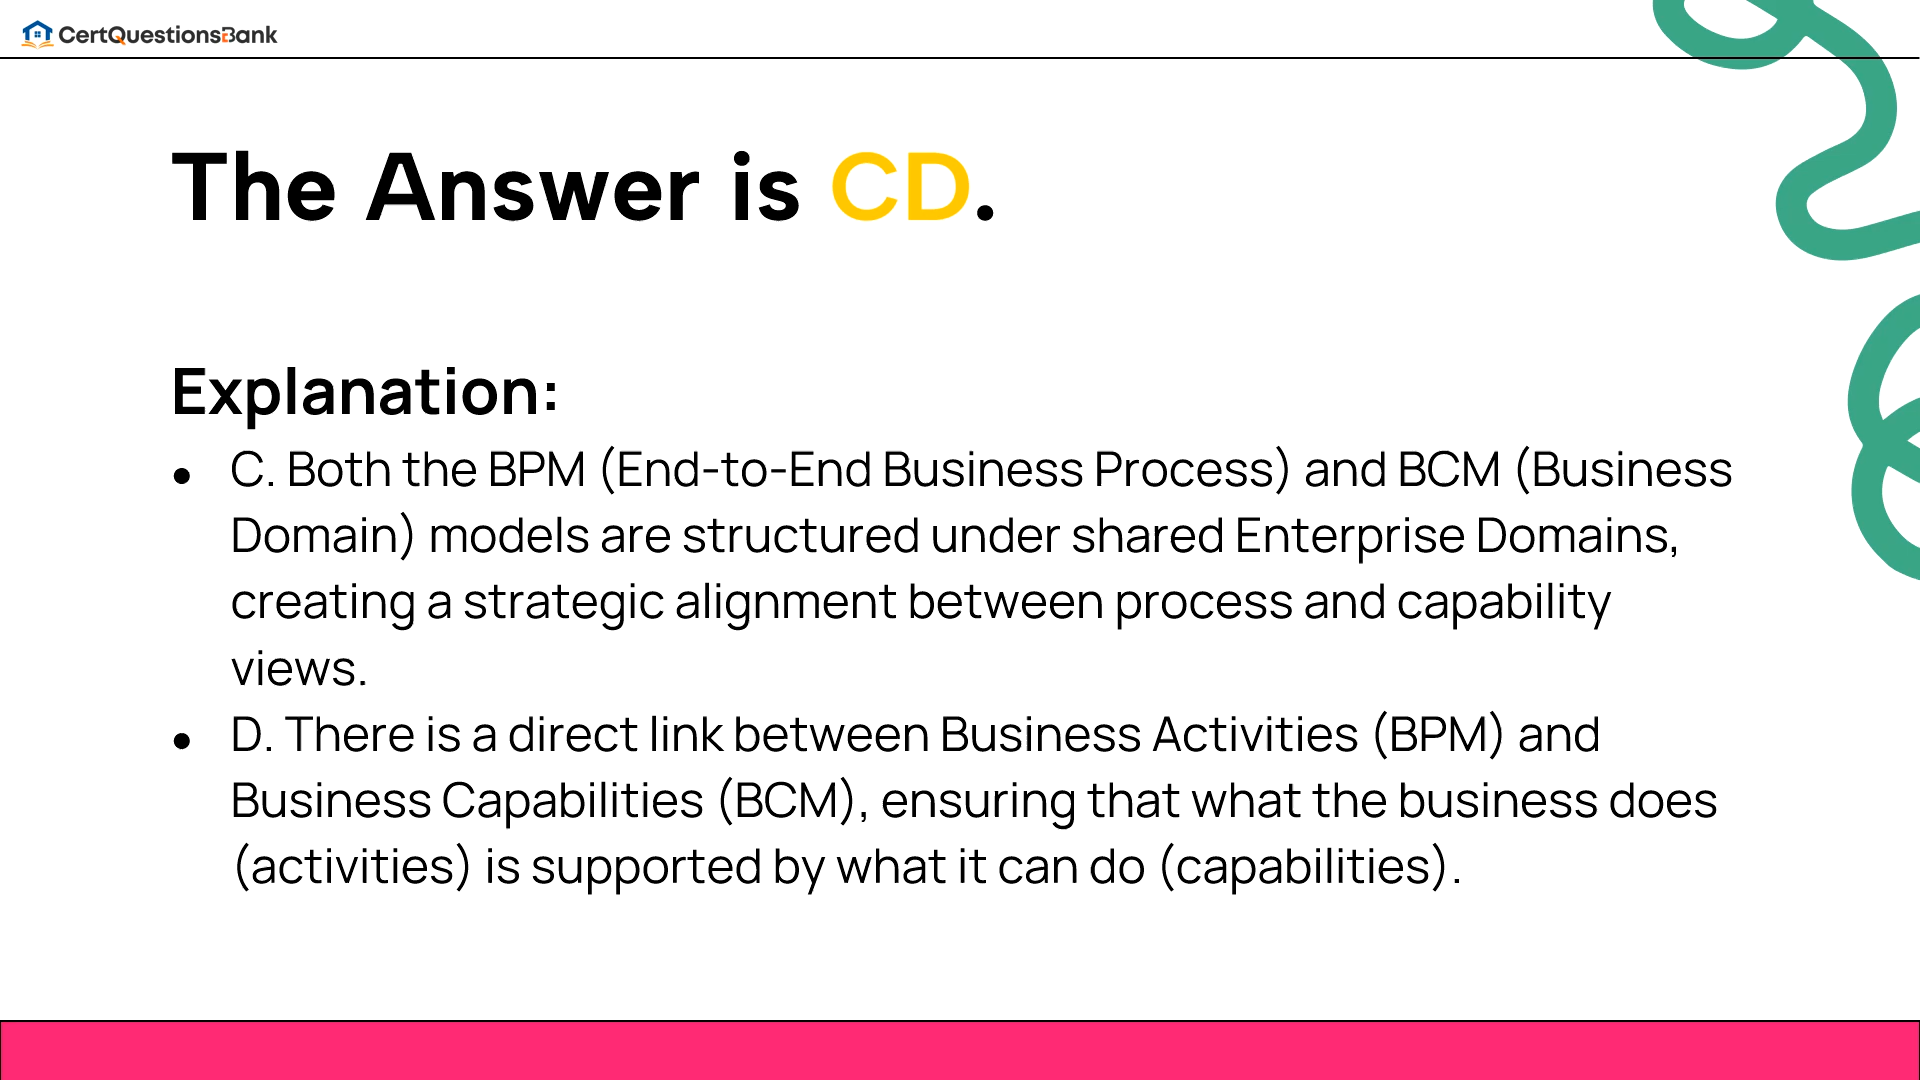 CertQuestionsBank
The Answer is CD.
Explanation:
● C. Both the BPM (End-to-End Business Process) and BCM (Business
Domain) models are structured under shared Enterprise Domains,
creating a strategic alignment between process and capability
views.
● D. There is a direct link between Business Activities (BPM) and
Business Capabilities (BCM), ensuring that what the business does
(activities) is supported by what it can do (capabilities).